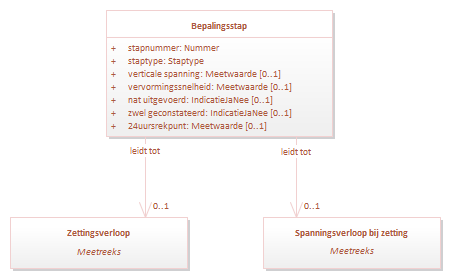 Bepalingsstap
+ stapnummer: Nummer
+ staptype: Staptype
+ verticale spanning: Meetwaarde [0..1]
+ vervormingssnelheid: Meetwaarde [0..1]
+ nat uitgevoerd: IndicatieJaNee [0..1]
+ zwel geconstateerd: IndicatieJaNee [0..1]
+ 24uursrekpunt: Meetwaarde [0..1]
leidt tot leidt tot
0..1 0..1
Zettingsverloop Spanningsverloop bij zetting
Meetreeks Meetreeks